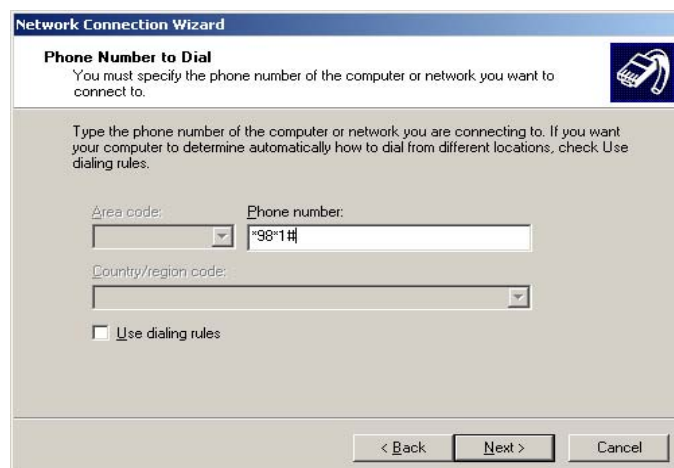 Network Connection Wizard
Phone Number to Dial
You must specify the phone number of the computer or network you want to
connect to.
Type the phone number of the computer or network you are connecting to. If you want
your computer to determine automatically how to dial from different locations, check Use
dialing rules.
Area code: Phone number:
*98*1#
Country/region code:
Use dialing rules
< Back Next > Cancel